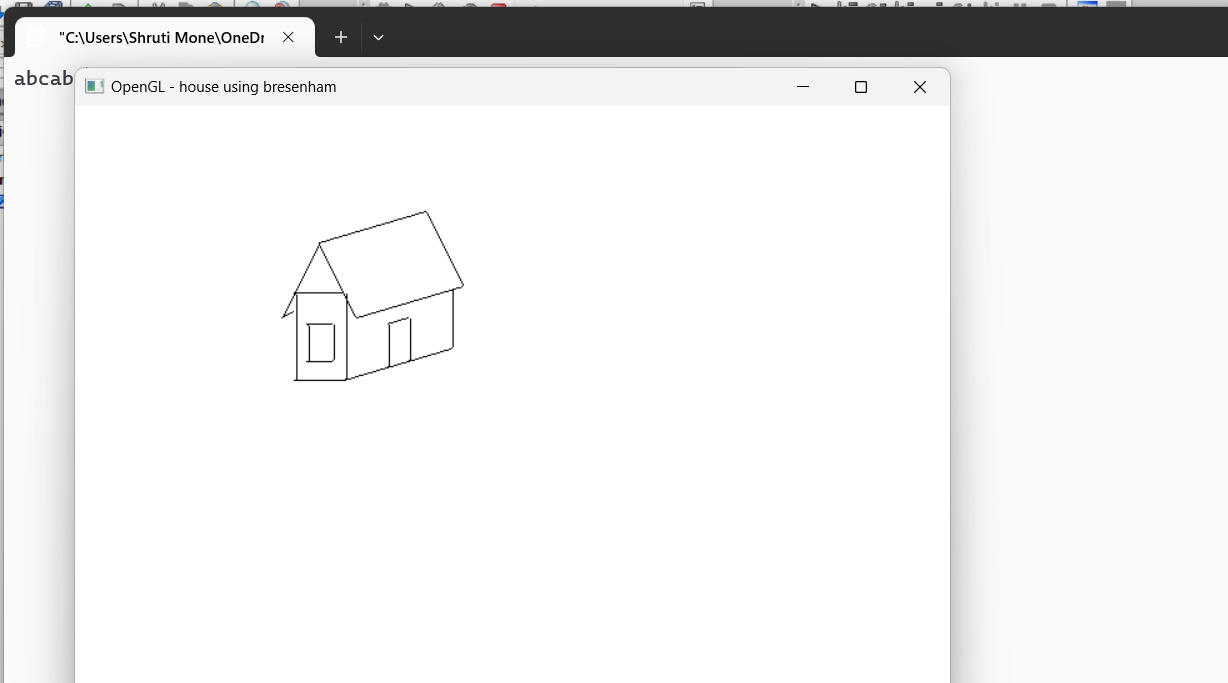 "C:\Users\Shruti Mone\OneDr
abcab
OpenGL - house using bresenham